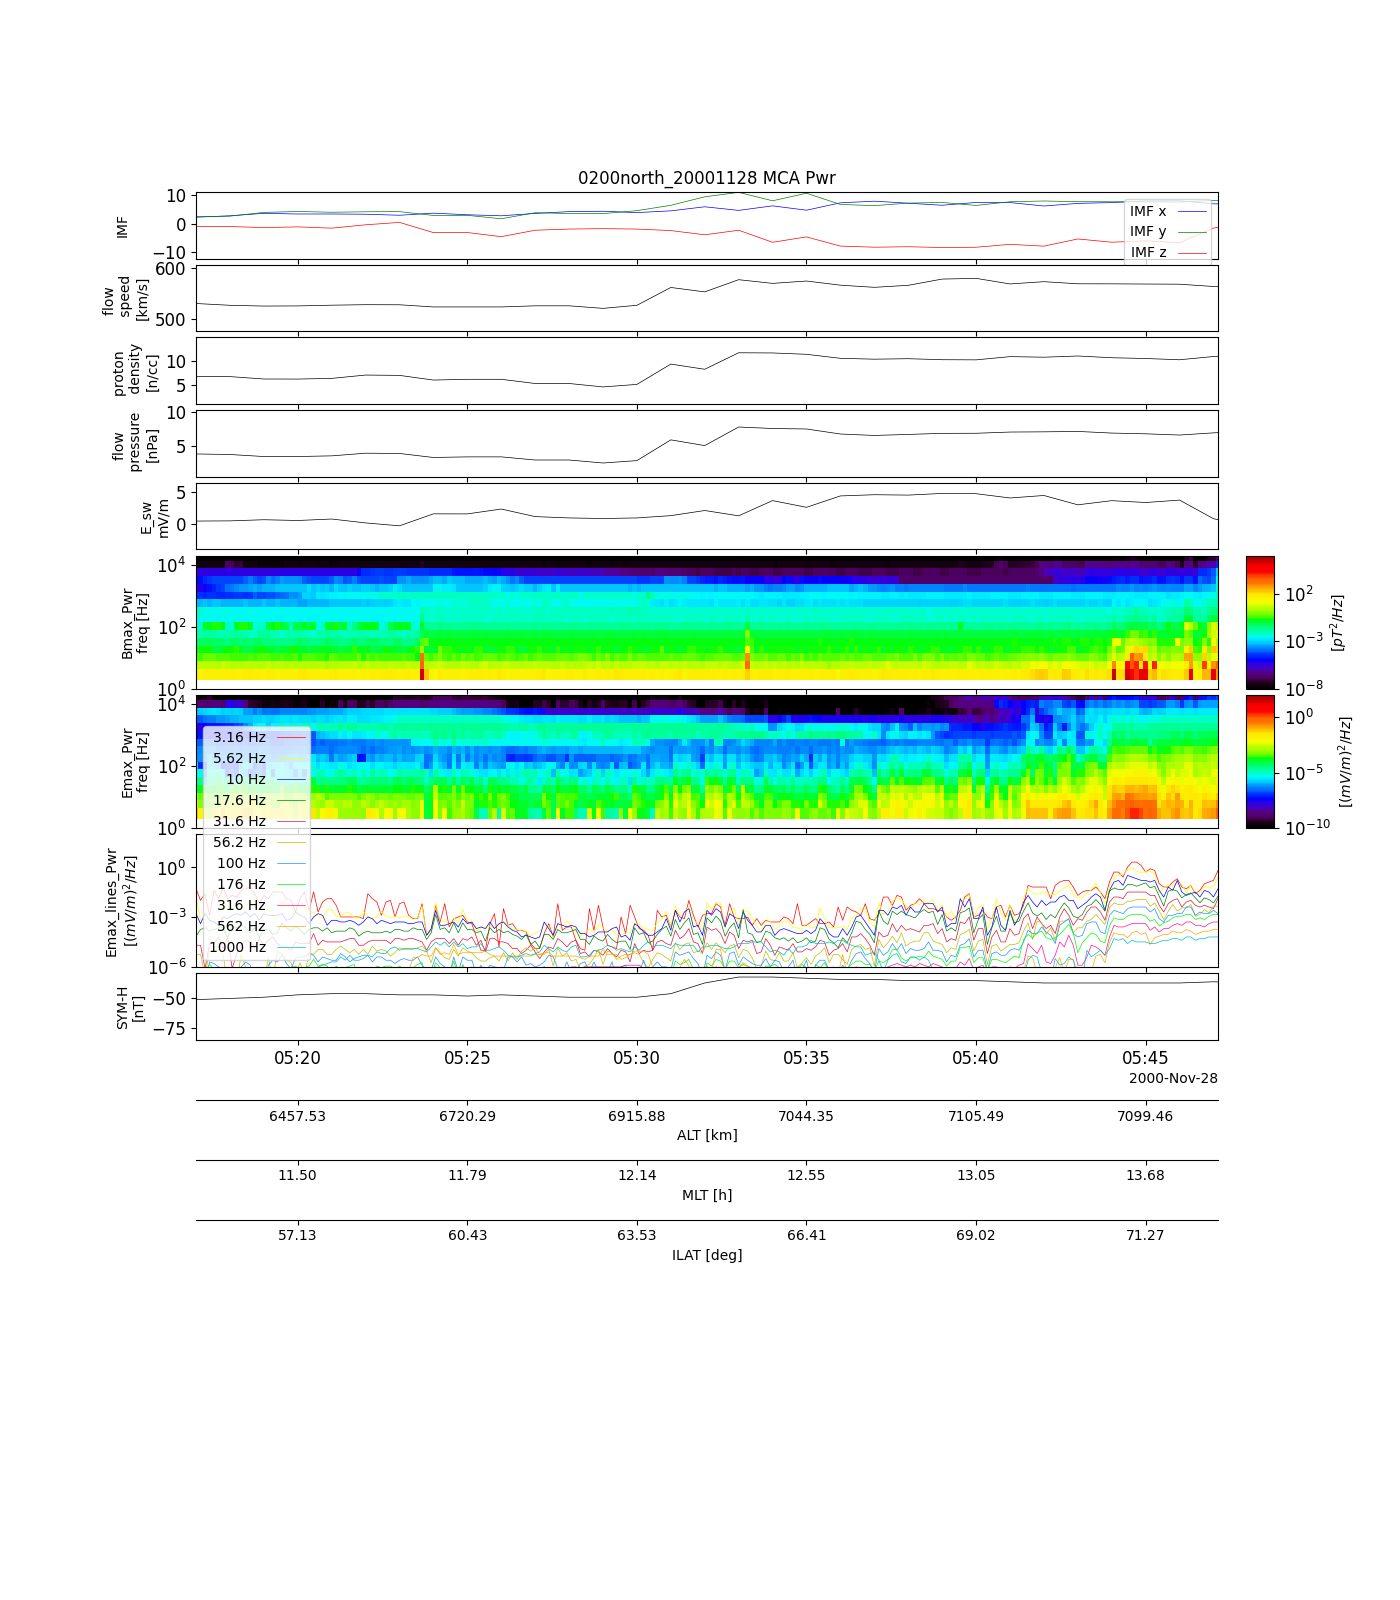 0200north_20001128 MCA Pwr
10
0
−10
IMF
IMF x
IMF y
IMF z
600
500
flow
speed
[km/s]
10
5
proton
density
[n/cc]
10
5
flow
pressure
[nPa]
5
0
E_sw
mV/m
10^4
10^2
10^0
Bmax_Pwr
freq [Hz]
10^2
10^−3
10^−8
[pT^2/Hz]
10^4
10^2
10^0
Emax_Pwr
freq [Hz]
10^0
10^−5
10^−10
[(mV/m)^2/Hz]
3.16 Hz
5.62 Hz
10 Hz
17.6 Hz
31.6 Hz
56.2 Hz
100 Hz
176 Hz
316 Hz
562 Hz
1000 Hz
10^0
10^−3
10^−6
Emax_lines_Pwr
[(mV/m)^2/Hz]
−50
−75
SYM-H
[nT]
05:20 05:25 05:30 05:35 05:40 05:45
2000-Nov-28
6457.53 6720.29 6915.88 7044.35 7105.49 7099.46
ALT [km]
11.50 11.79 12.14 12.55 13.05 13.68
MLT [h]
57.13 60.43 63.53 66.41 69.02 71.27
ILAT [deg]